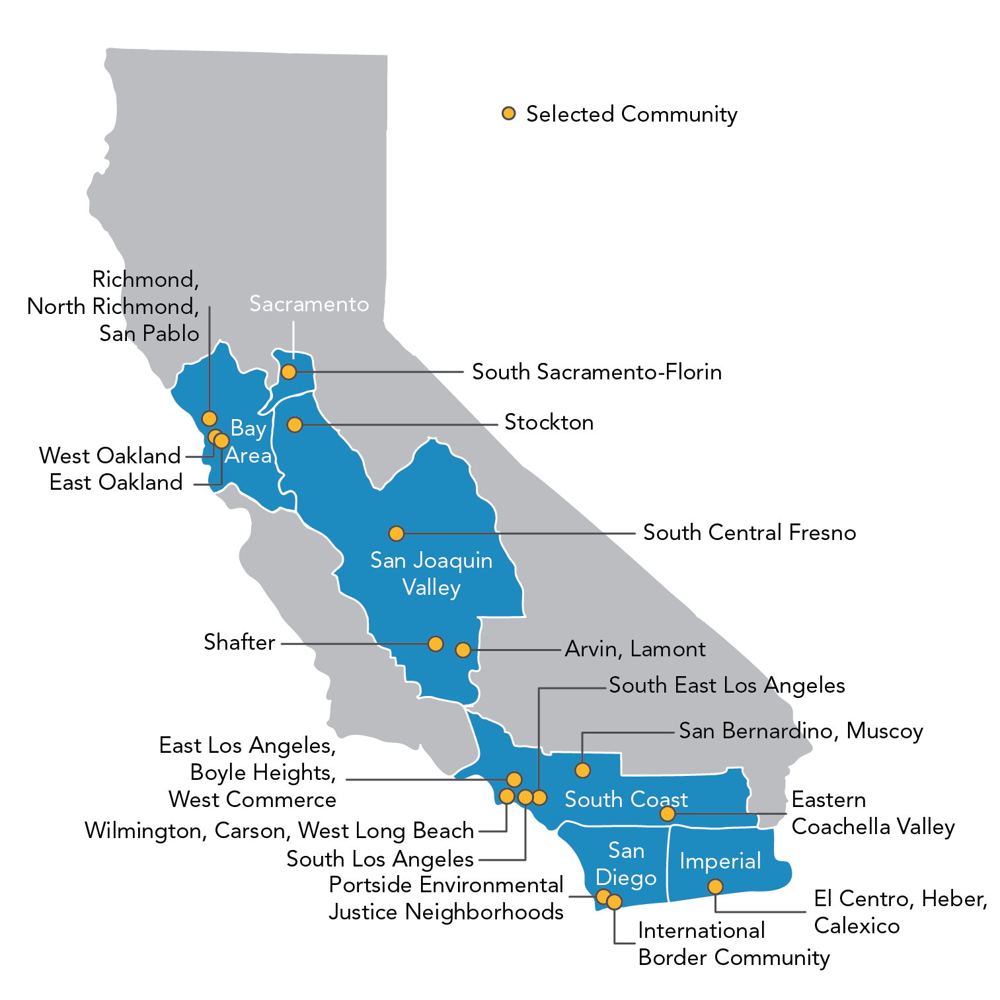 Selected Community
Richmond,
North Richmond,
San Pablo
Sacramento
South Sacramento-Florin
Stockton
Bay
Area
West Oakland
East Oakland
South Central Fresno
San Joaquin
Valley
Shafter
Arvin, Lamont
South East Los Angeles
San Bernardino, Muscoy
East Los Angeles,
Boyle Heights,
West Commerce
South Coast
Eastern
Coachella Valley
Wilmington, Carson, West Long Beach
South Los Angeles
San
Diego
Imperial
Portside Environmental
Justice Neighborhoods
El Centro, Heber,
Calexico
International
Border Community